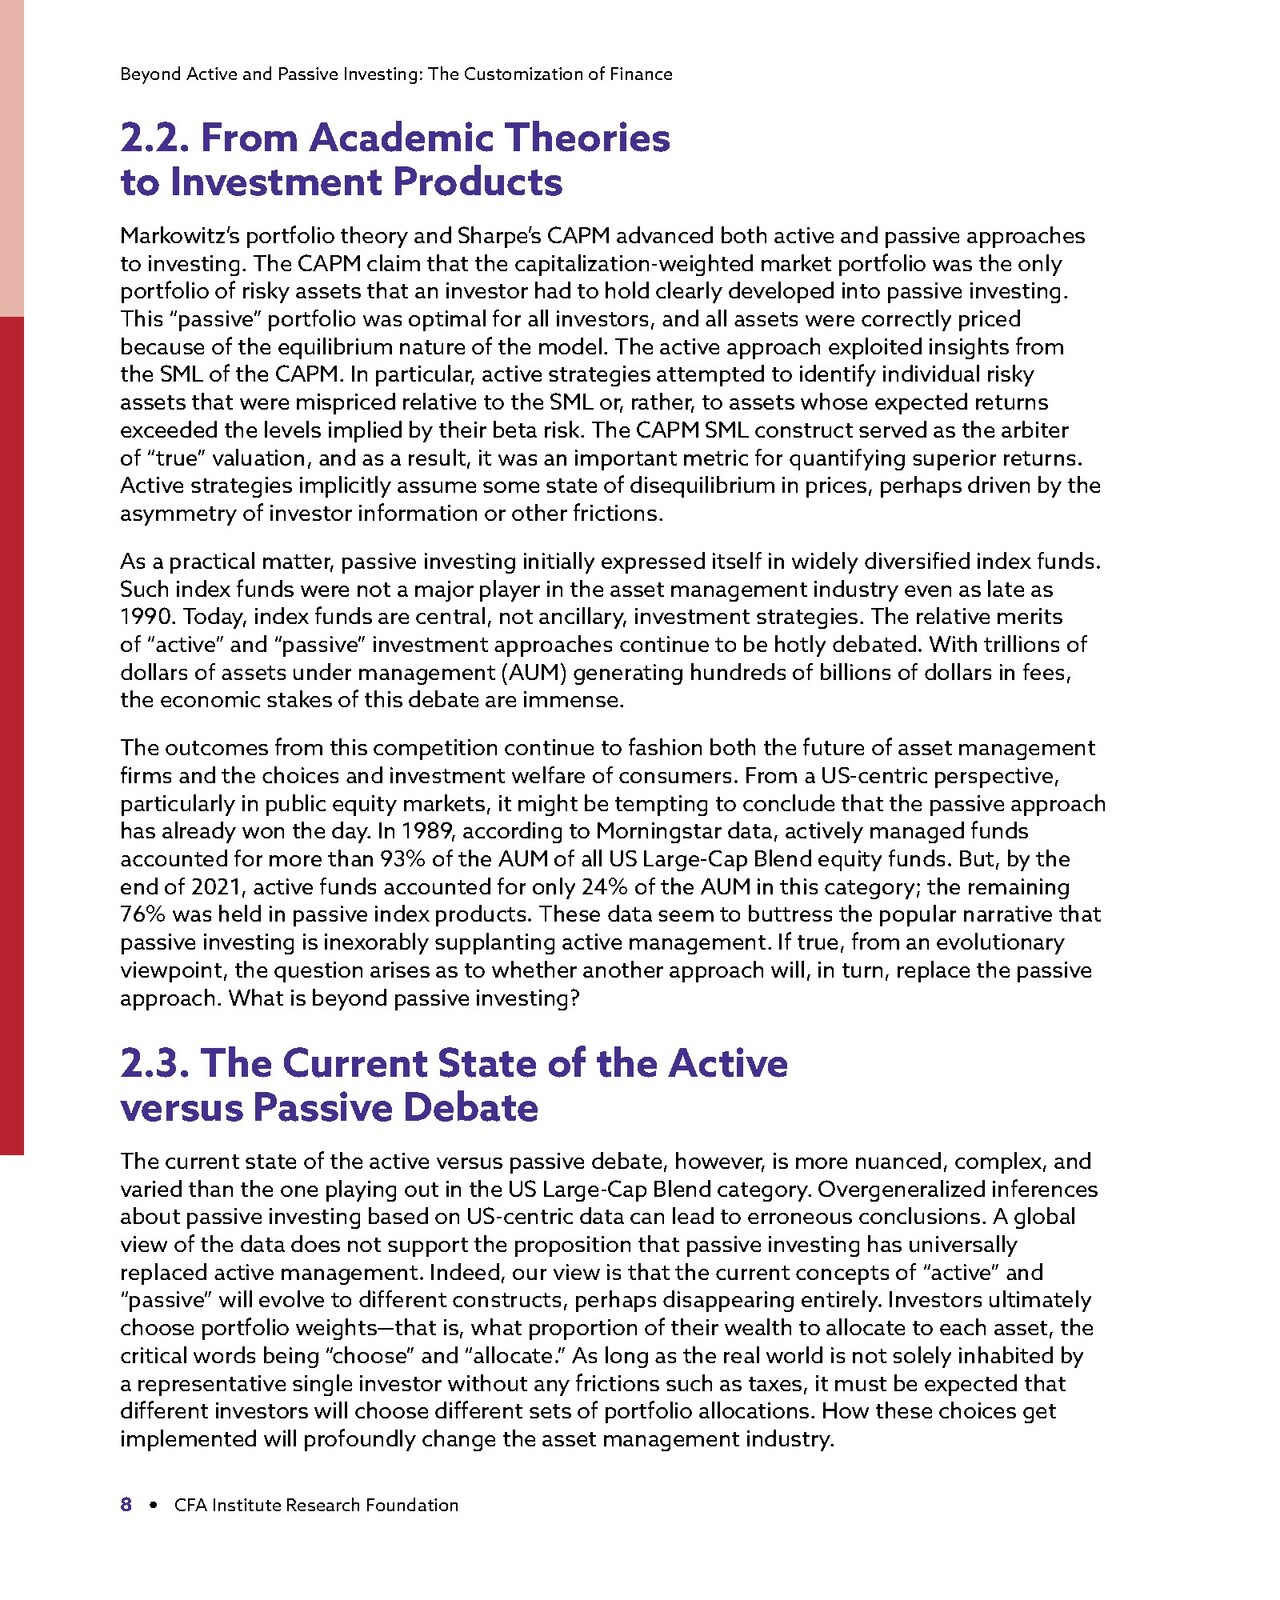 Beyond Active and Passive Investing: The Customization of Finance
2.2. From Academic Theories
to Investment Products
Markowitz’s portfolio theory and Sharpe’s CAPM advanced both active and passive approaches
to investing. The CAPM claim that the capitalization-weighted market portfolio was the only
portfolio of risky assets that an investor had to hold clearly developed into passive investing.
This “passive” portfolio was optimal for all investors, and all assets were correctly priced
because of the equilibrium nature of the model. The active approach exploited insights from
the SML of the CAPM. In particular, active strategies attempted to identify individual risky
assets that were mispriced relative to the SML or, rather, to assets whose expected returns
exceeded the levels implied by their beta risk. The CAPM SML construct served as the arbiter
of “true” valuation, and as a result, it was an important metric for quantifying superior returns.
Active strategies implicitly assume some state of disequilibrium in prices, perhaps driven by the
asymmetry of investor information or other frictions.
As a practical matter, passive investing initially expressed itself in widely diversified index funds.
Such index funds were not a major player in the asset management industry even as late as
1990. Today, index funds are central, not ancillary, investment strategies. The relative merits
of “active” and “passive” investment approaches continue to be hotly debated. With trillions of
dollars of assets under management (AUM) generating hundreds of billions of dollars in fees,
the economic stakes of this debate are immense.
The outcomes from this competition continue to fashion both the future of asset management
firms and the choices and investment welfare of consumers. From a US-centric perspective,
particularly in public equity markets, it might be tempting to conclude that the passive approach
has already won the day. In 1989, according to Morningstar data, actively managed funds
accounted for more than 93% of the AUM of all US Large-Cap Blend equity funds. But, by the
end of 2021, active funds accounted for only 24% of the AUM in this category; the remaining
76% was held in passive index products. These data seem to buttress the popular narrative that
passive investing is inexorably supplanting active management. If true, from an evolutionary
viewpoint, the question arises as to whether another approach will, in turn, replace the passive
approach. What is beyond passive investing?
2.3. The Current State of the Active
versus Passive Debate
The current state of the active versus passive debate, however, is more nuanced, complex, and
varied than the one playing out in the US Large-Cap Blend category. Overgeneralized inferences
about passive investing based on US-centric data can lead to erroneous conclusions. A global
view of the data does not support the proposition that passive investing has universally
replaced active management. Indeed, our view is that the current concepts of “active” and
“passive” will evolve to different constructs, perhaps disappearing entirely. Investors ultimately
choose portfolio weights—that is, what proportion of their wealth to allocate to each asset, the
critical words being “choose” and “allocate.” As long as the real world is not solely inhabited by
a representative single investor without any frictions such as taxes, it must be expected that
different investors will choose different sets of portfolio allocations. How these choices get
implemented will profoundly change the asset management industry.
8 • CFA Institute Research Foundation